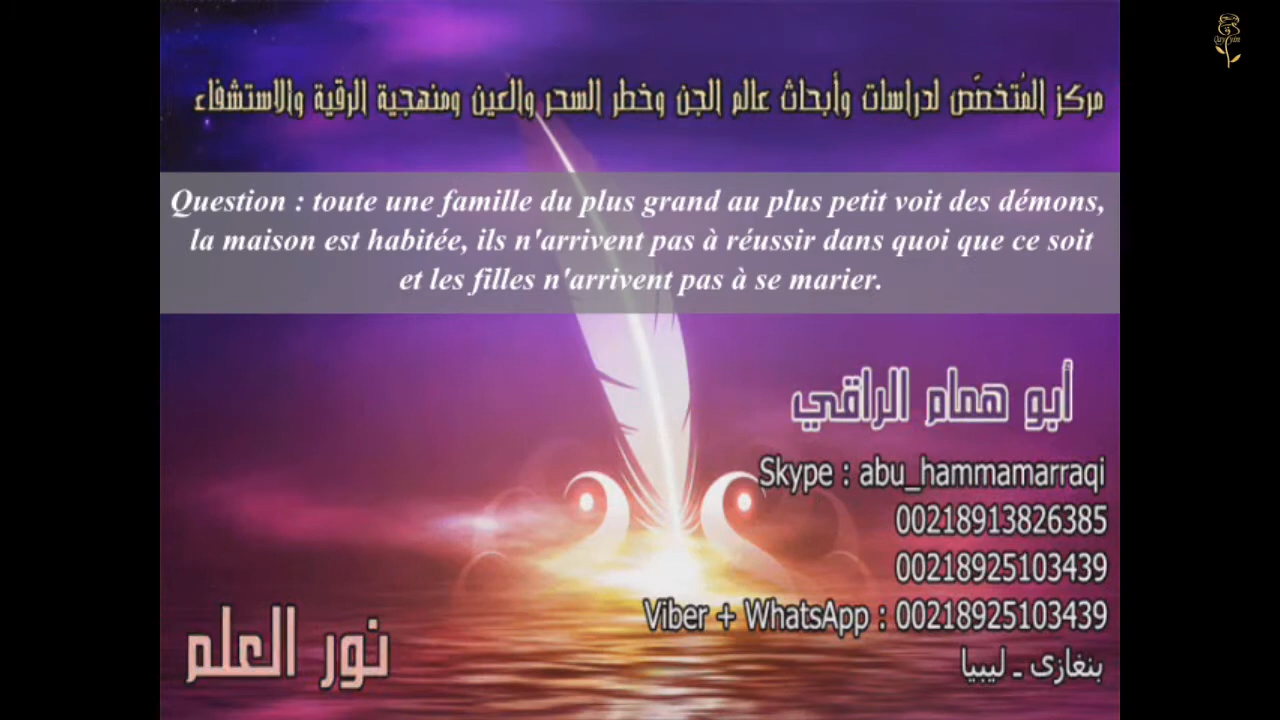 مركز المُتخصّص لدراسات وأبحاث عالم الجن وخطر السحر والعين ومنهجية الرقية والاستشفاء
Question : toute une famille du plus grand au plus petit voit des démons,
la maison est habitée, ils n'arrivent pas à réussir dans quoi que ce soit
et les filles n'arrivent pas à se marier.
أبو همام الراقي
Skype : abu_hammamarraqi
00218913826385
00218925103439
Viber + WhatsApp : 00218925103439
بنغازى ـ ليبيا
نور العلم